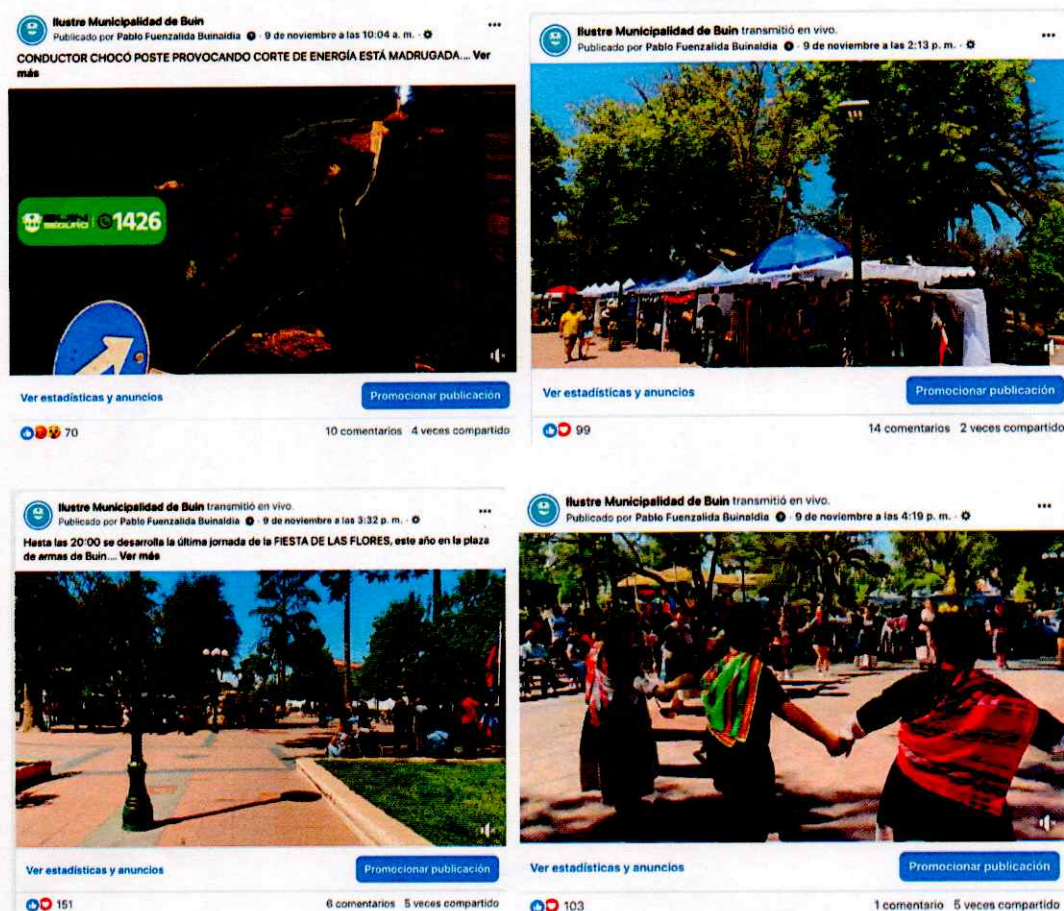 Ilustre Municipalidad de Buin
Publicado por Pablo Fuenzalida Buinaldia · 9 de noviembre a las 10:04 a. m. ·
CONDUCTOR CHOCÓ POSTE PROVOCANDO CORTE DE ENERGÍA ESTÁ MADRUGADA.... Ver
más
BUIN
SEGURO
1426
Ver estadísticas y anuncios
Promocionar publicación
70
10 comentarios 4 veces compartido
Ilustre Municipalidad de Buin transmitió en vivo.
Publicado por Pablo Fuenzalida Buinaldia · 9 de noviembre a las 2:13 p. m. ·
Ver estadísticas y anuncios
Promocionar publicación
99
14 comentarios 2 veces compartido
Ilustre Municipalidad de Buin transmitió en vivo.
Publicado por Pablo Fuenzalida Buinaldia · 9 de noviembre a las 3:32 p. m. ·
Hasta las 20:00 se desarrolla la última jornada de la FIESTA DE LAS FLORES, este año en la plaza
de armas de Buin.... Ver más
Ver estadísticas y anuncios
Promocionar publicación
151
6 comentarios 5 veces compartido
Ilustre Municipalidad de Buin transmitió en vivo.
Publicado por Pablo Fuenzalida Buinaldia · 9 de noviembre a las 4:19 p. m. ·
Ver estadísticas y anuncios
Promocionar publicación
103
1 comentario 5 veces compartido